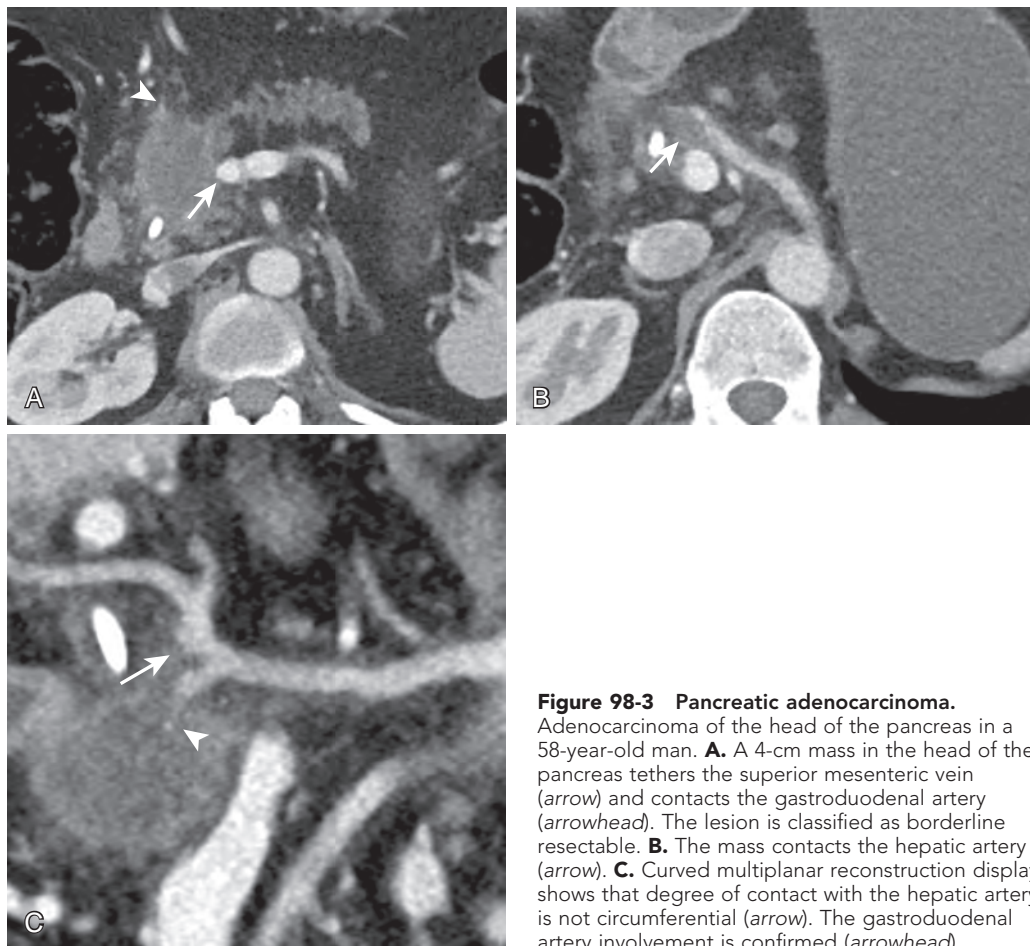 A
B
C
Figure 98-3 Pancreatic adenocarcinoma.
Adenocarcinoma of the head of the pancreas in a
58-year-old man. A. A 4-cm mass in the head of the
pancreas tethers the superior mesenteric vein
(arrow) and contacts the gastroduodenal artery
(arrowhead). The lesion is classified as borderline
resectable. B. The mass contacts the hepatic artery
(arrow). C. Curved multiplanar reconstruction display
shows that degree of contact with the hepatic artery
is not circumferential (arrow). The gastroduodenal
artery involvement is confirmed (arrowhead).